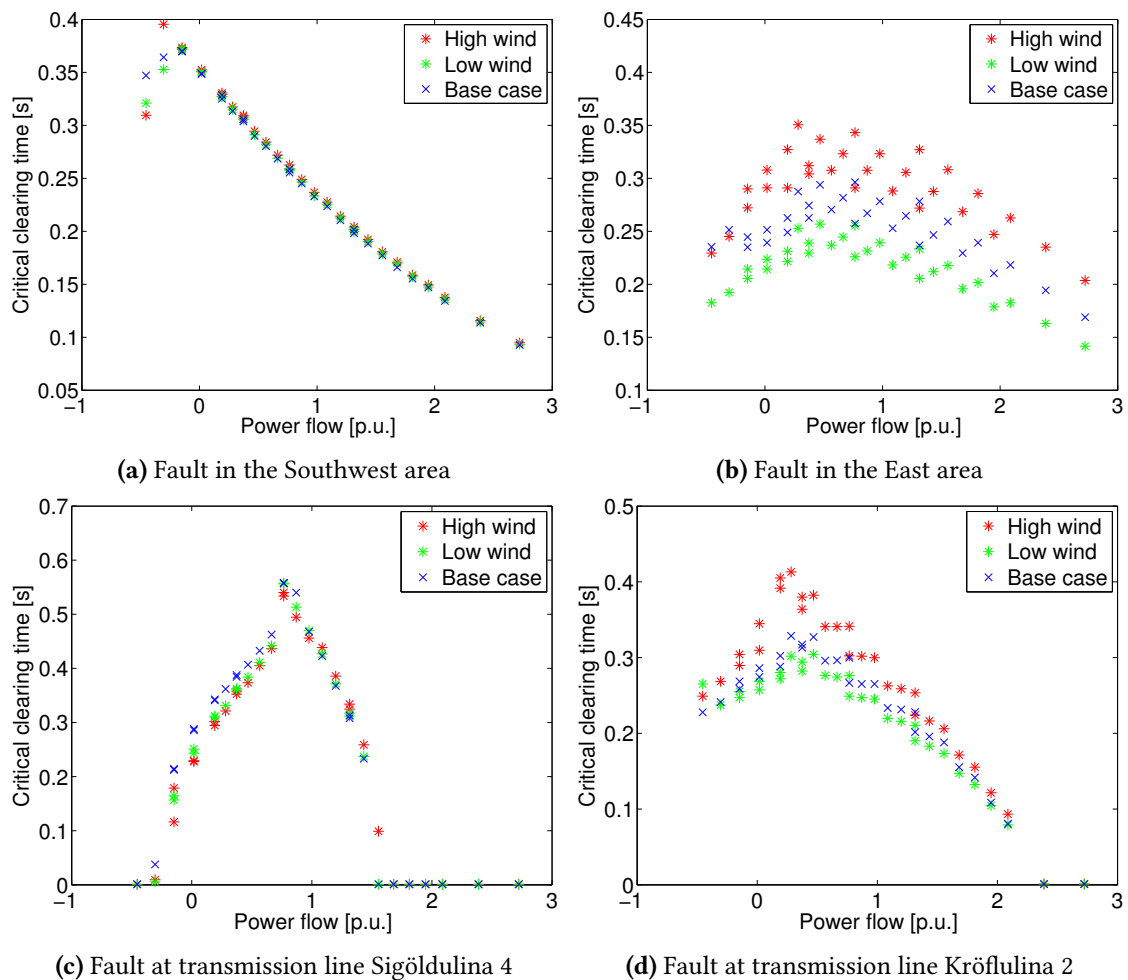 0.4
0.35
0.3
0.25
0.2
0.15
0.1
0.05
Critical clearing time [s]
High wind
Low wind
Base case
−1 0 1 2 3
Power flow [p.u.]
(a) Fault in the Southwest area
0.45
0.4
0.35
0.3
0.25
0.2
0.15
0.1
Critical clearing time [s]
High wind
Low wind
Base case
−1 0 1 2 3
Power flow [p.u.]
(b) Fault in the East area
0.7
0.6
0.5
0.4
0.3
0.2
0.1
0
Critical clearing time [s]
High wind
Low wind
Base case
−1 0 1 2 3
Power flow [p.u.]
(c) Fault at transmission line Sigöldulina 4
0.5
0.4
0.3
0.2
0.1
0
Critical clearing time [s]
High wind
Low wind
Base case
−1 0 1 2 3
Power flow [p.u.]
(d) Fault at transmission line Kröflulina 2